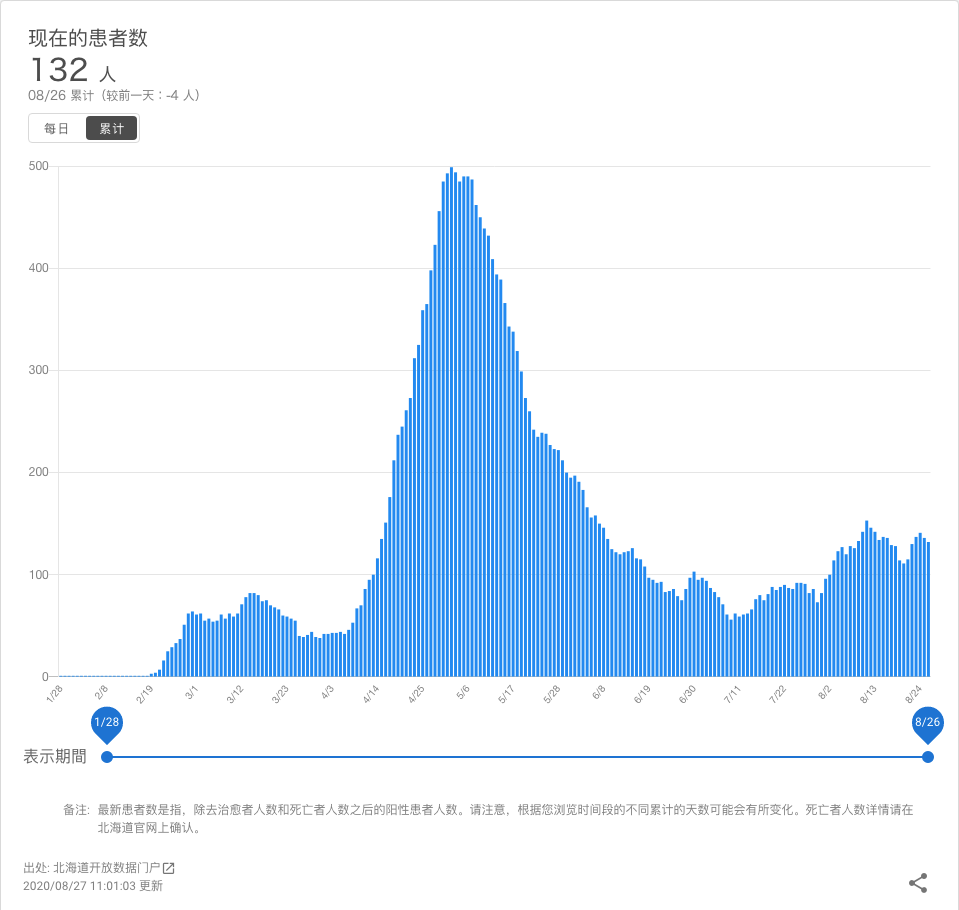 现在的患者数
132 人
08/26 累计（较前一天：-4 人）
每日 累计
500
400
300
200
100
0
1/28 2/8 2/19 3/1 3/12 3/23 4/3 4/14 4/25 5/6 5/17 5/28 6/8 6/19 6/30 7/11 7/22 8/2 8/13 8/24
1/28 8/26
表示期間
备注: 最新患者数是指，除去治愈者人数和死亡者人数之后的阳性患者人数。请注意，根据您浏览时间段的不同累计的天数可能会有所变化。死亡者人数详情请在
北海道官网上确认。
出处: 北海道开放数据门户
2020/08/27 11:01:03 更新